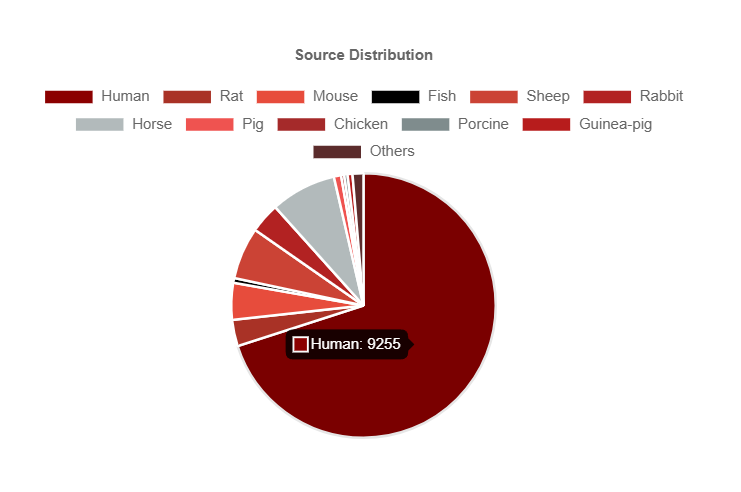 Source Distribution
Human Rat Mouse Fish Sheep Rabbit
Horse Pig Chicken Porcine Guinea-pig
Others
Human: 9255